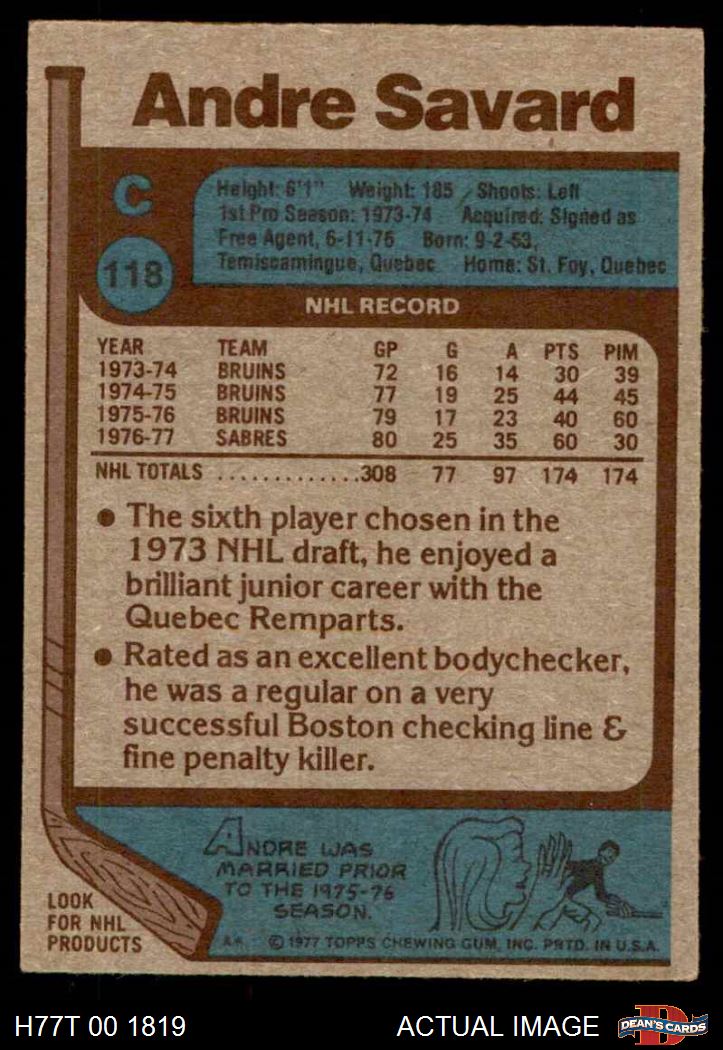 Andre Savard
C
Height: 6'1" Weight: 185 Shoots: Left
1st Pro Season: 1973-74 Acquired: Signed as
Free Agent, 6-11-76 Born: 9-2-53,
Temiscamingue, Quebec Home: St. Foy, Quebec
118
NHL RECORD
YEAR TEAM GP G A PTS PIM
1973-74 BRUINS 72 16 14 30 39
1974-75 BRUINS 77 19 25 44 45
1975-76 BRUINS 79 17 23 40 60
1976-77 SABRES 80 25 35 60 30
NHL TOTALS .............308 77 97 174 174
● The sixth player chosen in the
1973 NHL draft, he enjoyed a
brilliant junior career with the
Quebec Remparts.
● Rated as an excellent bodychecker,
he was a regular on a very
successful Boston checking line &
fine penalty killer.
ANDRE WAS
MARRIED PRIOR
TO THE 1975-76
SEASON.
LOOK
FOR NHL
PRODUCTS
A★ © 1977 TOPPS CHEWING GUM, INC. PRTD. IN U.S.A.
H77T 00 1819 ACTUAL IMAGE
D
DEAN'S CARDS